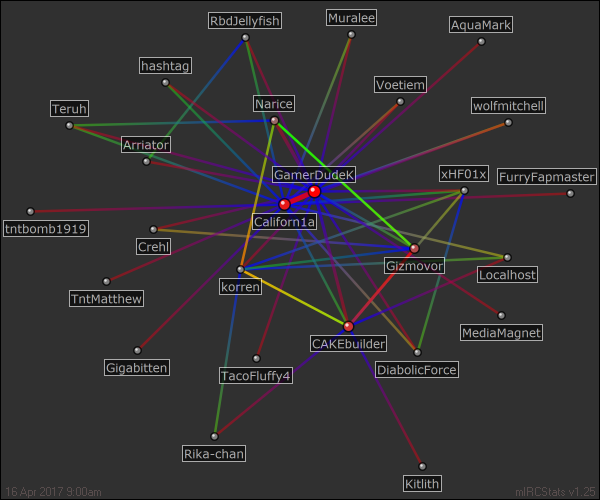 RbdJellyfish
Muralee
AquaMark
hashtag
Voetiem
Teruh
Narice
wolfmitchell
Arriator
GamerDudeK
xHF01x
FurryFapmaster
tntbomb1919
Californ1a
Crehl
Gizmovor
Localhost
TntMatthew
korren
MediaMagnet
CAKEbuilder
Gigabitten
TacoFluffy4
DiabolicForce
Rika-chan
Kitlith
16 Apr 2017 9:00am
mIRCStats v1.25